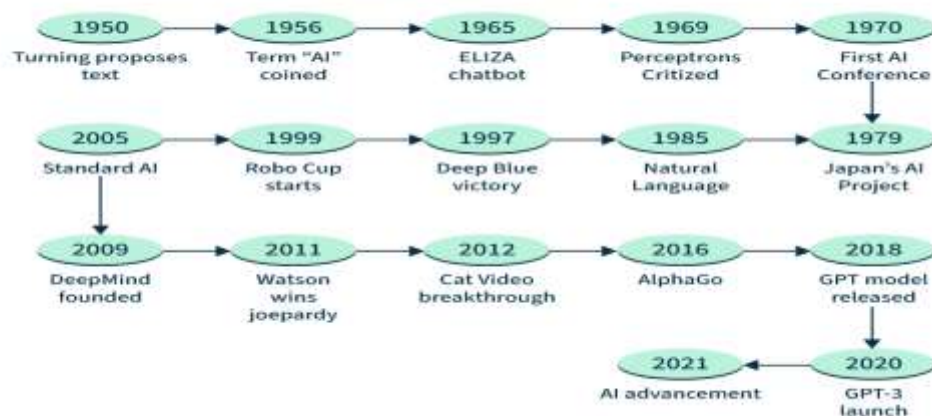 1950
Turning proposes
text
1956
Term “AI”
coined
1965
ELIZA
chatbot
1969
Perceptrons
Critized
1970
First AI
Conference
2005
Standard AI
1999
Robo Cup
starts
1997
Deep Blue
victory
1985
Natural
Language
1979
Japan’s AI
Project
2009
DeepMind
founded
2011
Watson
wins
joepardy
2012
Cat Video
breakthrough
2016
AlphaGo
2018
GPT model
released
2021
AI advancement
2020
GPT-3
launch